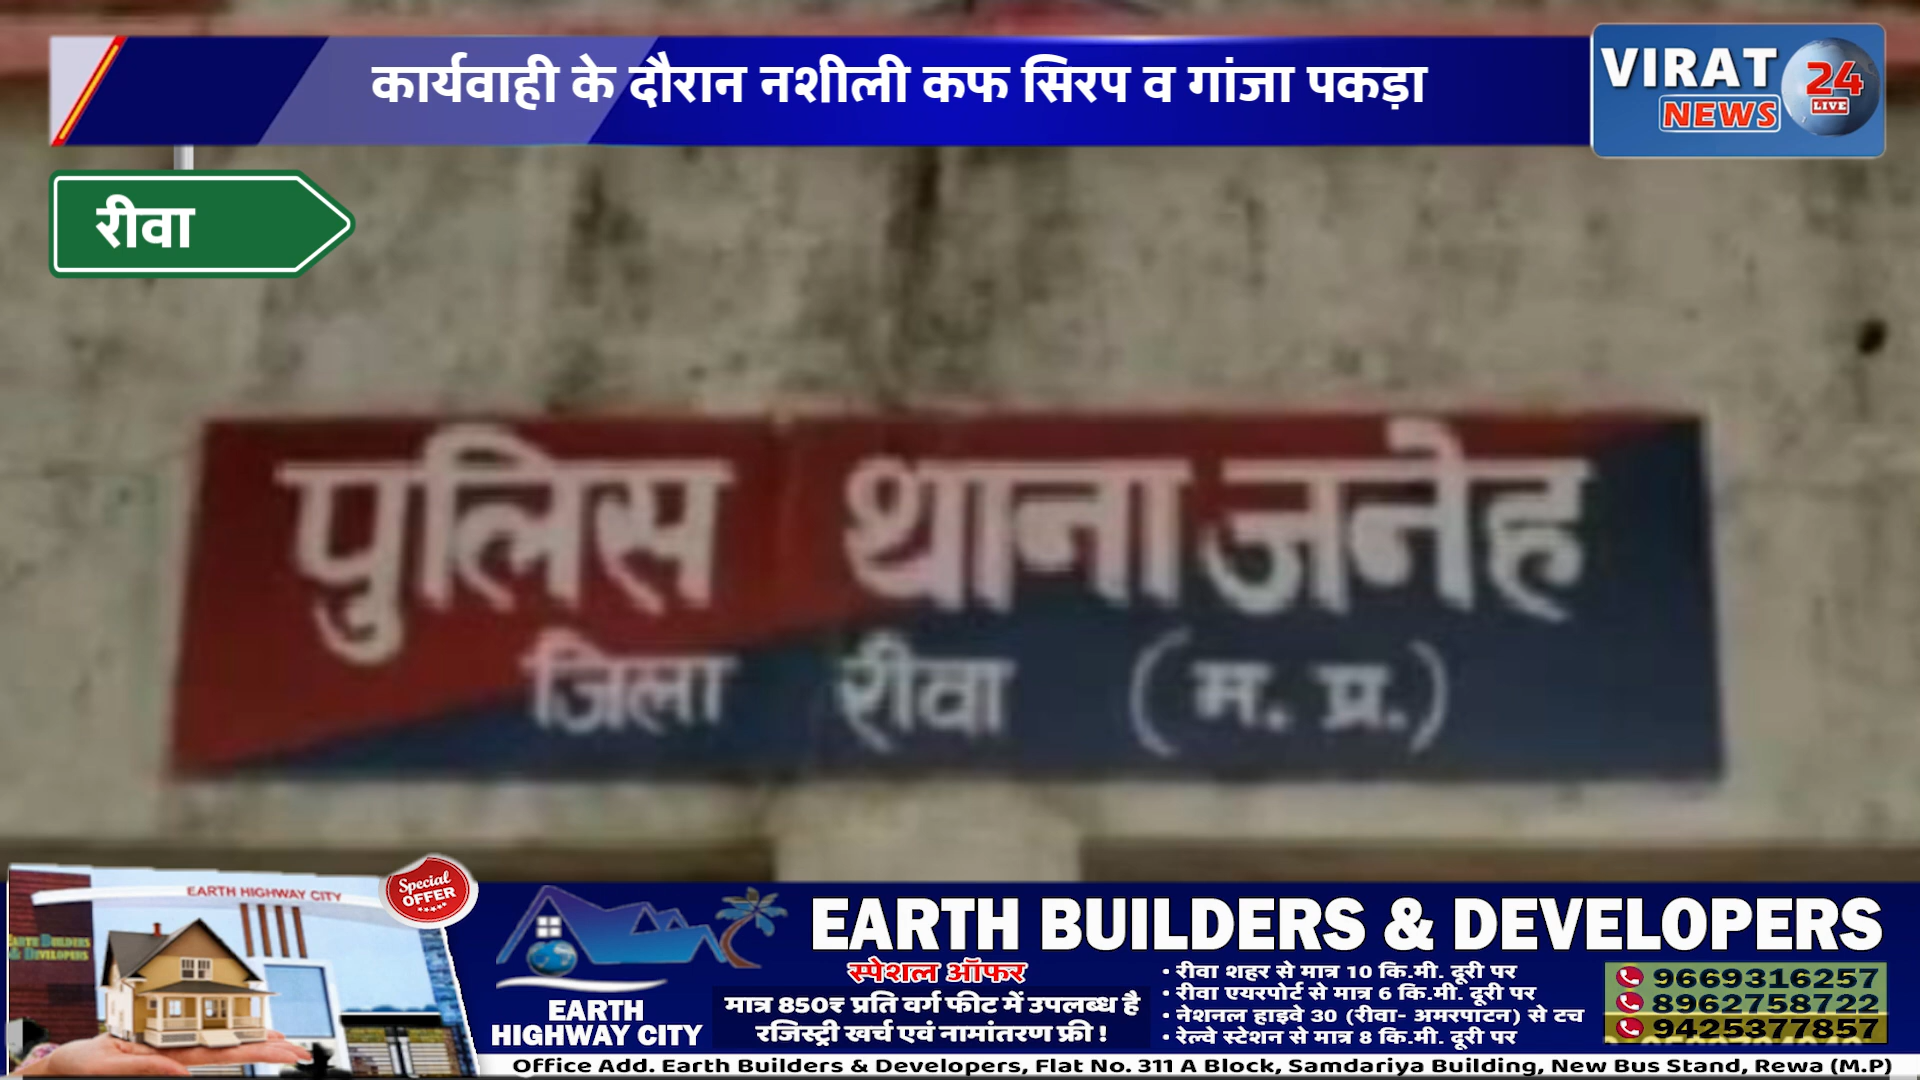 कार्यवाही के दौरान नशीली कफ सिरप व गांजा पकड़ा
VIRAT
24
LIVE
NEWS
रीवा
पुलिस थाना जनेह
जिला रीवा (म. प्र.)
EARTH HIGHWAY CITY
Special
OFFER
EARTH BUILDERS
& DEVELOPERS
EARTH
HIGHWAY CITY
EARTH BUILDERS & DEVELOPERS
स्पेशल ऑफर
मात्र 850₹ प्रति वर्ग फीट में उपलब्ध है
रजिस्ट्री खर्च एवं नामांतरण फ्री !
• रीवा शहर से मात्र 10 कि.मी. दूरी पर
• रीवा एयरपोर्ट से मात्र 6 कि.मी. दूरी पर
• नेशनल हाइवे 30 (रीवा- अमरपाटन) से टच
• रेल्वे स्टेशन से मात्र 8 कि.मी. दूरी पर
9669316257
8962758722
9425377857
Office Add. Earth Builders & Developers, Flat No. 311 A Block, Samdariya Building, New Bus Stand, Rewa (M.P)